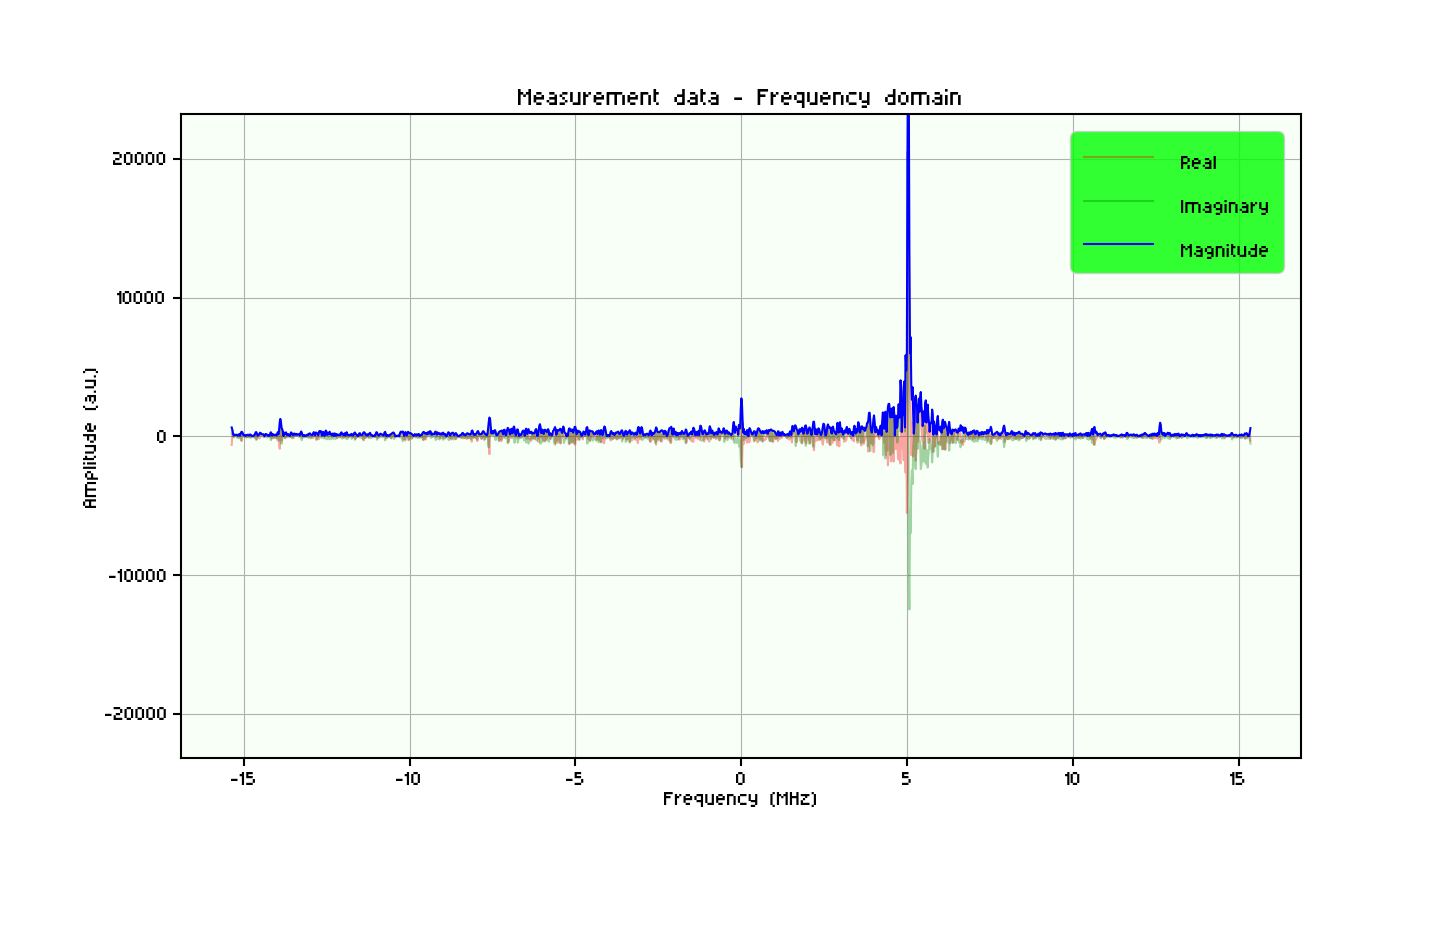 Measurement data - Frequency domain
Real
Imaginary
Magnitude
Amplitude (a.u.)
20000
10000
0
-10000
-20000
-15 -10 -5 0 5 10 15
Frequency (MHz)